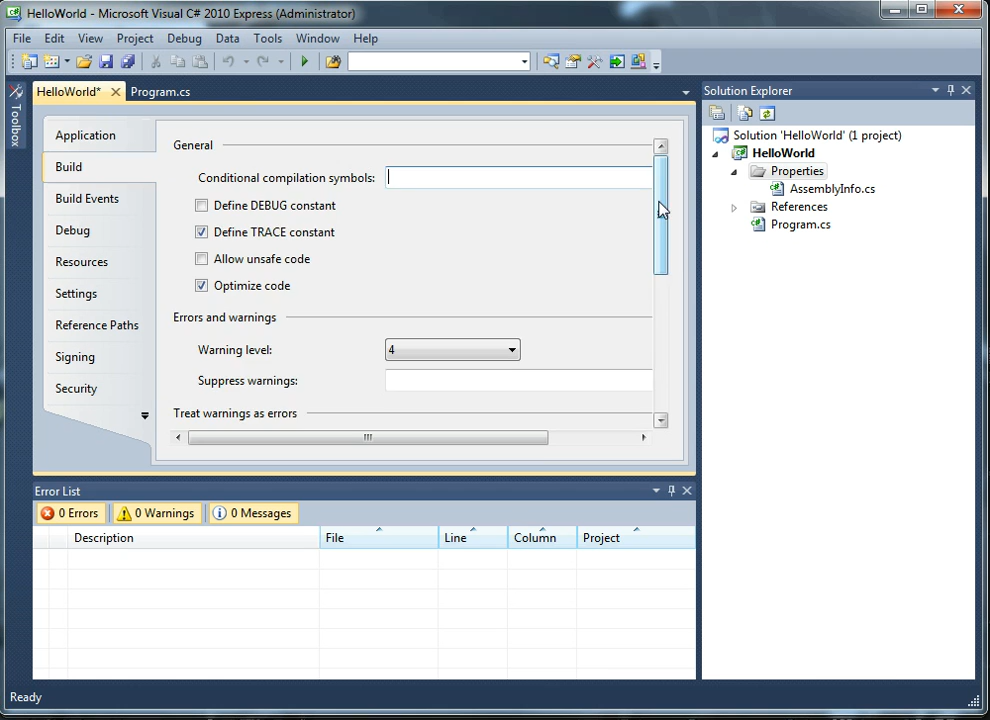 HelloWorld - Microsoft Visual C# 2010 Express (Administrator)
File Edit View Project Debug Data Tools Window Help
Toolbox
HelloWorld* Program.cs
Application
Build
Build Events
Debug
Resources
Settings
Reference Paths
Signing
Security
General
Conditional compilation symbols:
Define DEBUG constant
Define TRACE constant
Allow unsafe code
Optimize code
Errors and warnings
Warning level: 4
Suppress warnings:
Treat warnings as errors
Solution Explorer
Solution 'HelloWorld' (1 project)
HelloWorld
Properties
AssemblyInfo.cs
References
Program.cs
Error List
0 Errors 0 Warnings 0 Messages
Description File Line Column Project
Ready